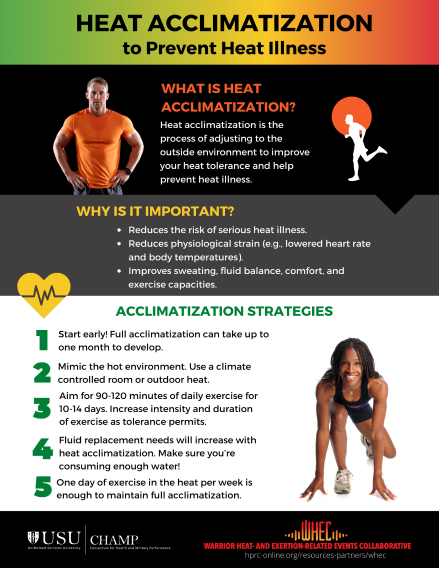 HEAT ACCLIMATIZATION
to Prevent Heat Illness
WHAT IS HEAT
ACCLIMATIZATION?
Heat acclimatization is the
process of adjusting to the
outside environment to improve
your heat tolerance and help
prevent heat illness.
WHY IS IT IMPORTANT?
• Reduces the risk of serious heat illness.
• Reduces physiological strain (e.g., lowered heart rate
and body temperatures).
• Improves sweating, fluid balance, comfort, and
exercise capacities.
ACCLIMATIZATION STRATEGIES
1 Start early! Full acclimatization can take up to
one month to develop.
2 Mimic the hot environment. Use a climate
controlled room or outdoor heat.
3 Aim for 90-120 minutes of daily exercise for
10-14 days. Increase intensity and duration
of exercise as tolerance permits.
4 Fluid replacement needs will increase with
heat acclimatization. Make sure you're
consuming enough water!
5 One day of exercise in the heat per week is
enough to maintain full acclimatization.
USU
Uniformed Services University
CHAMP
Consortium for Health and Military Performance
WHEC
WARRIOR HEAT- AND EXERTION-RELATED EVENTS COLLABORATIVE
hprc-online.org/resources-partners/whec